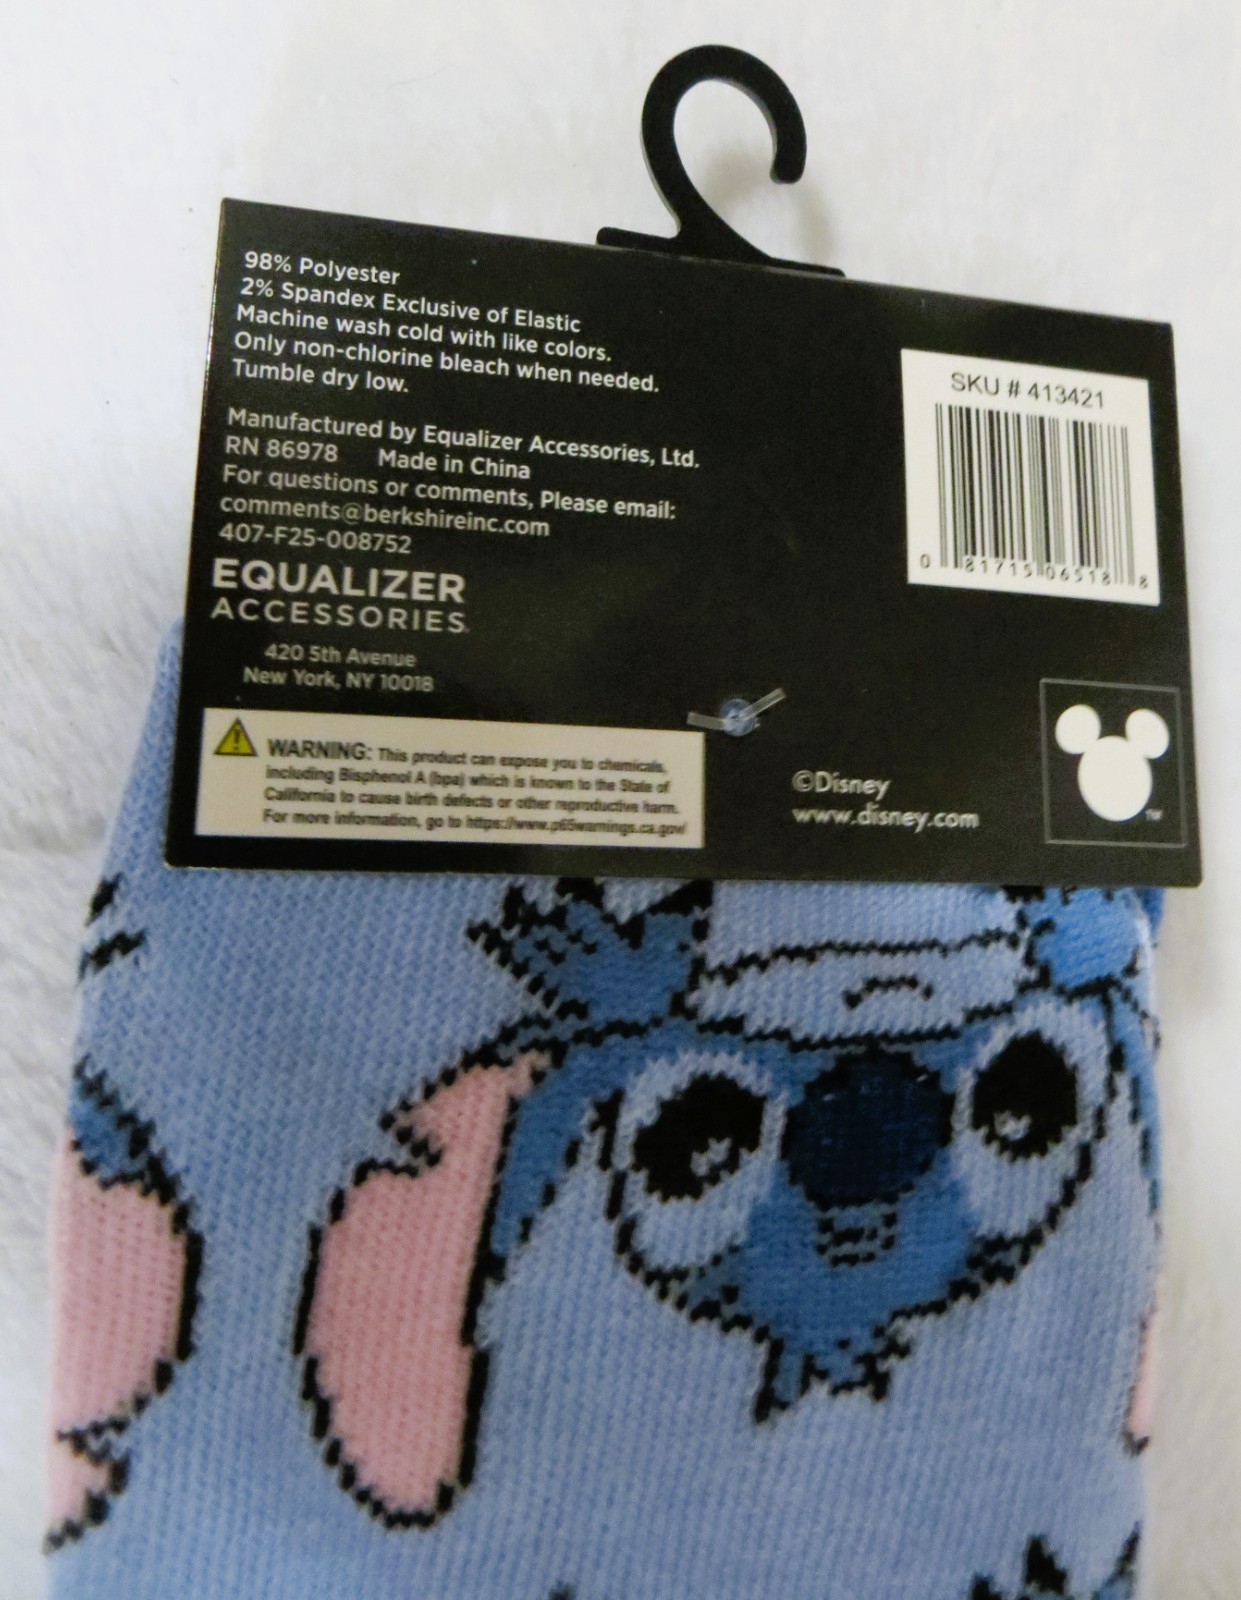 98% Polyester
2% Spandex Exclusive of Elastic
Machine wash cold with like colors.
Only non-chlorine bleach when needed.
Tumble dry low.
Manufactured by Equalizer Accessories, Ltd.
RN 86978 Made in China
For questions or comments, Please email:
comments@berkshireinc.com
407-F25-008752
EQUALIZER
ACCESSORIES
420 5th Avenue
New York, NY 10018
WARNING: This product can expose you to chemicals,
including Bisphenol A (bpa) which is known to the State of
California to cause birth defects or other reproductive harm.
For more information, go to https://www.p65warnings.ca.gov/
SKU # 413421
0 81715 06518 8
©Disney
www.disney.com
TM